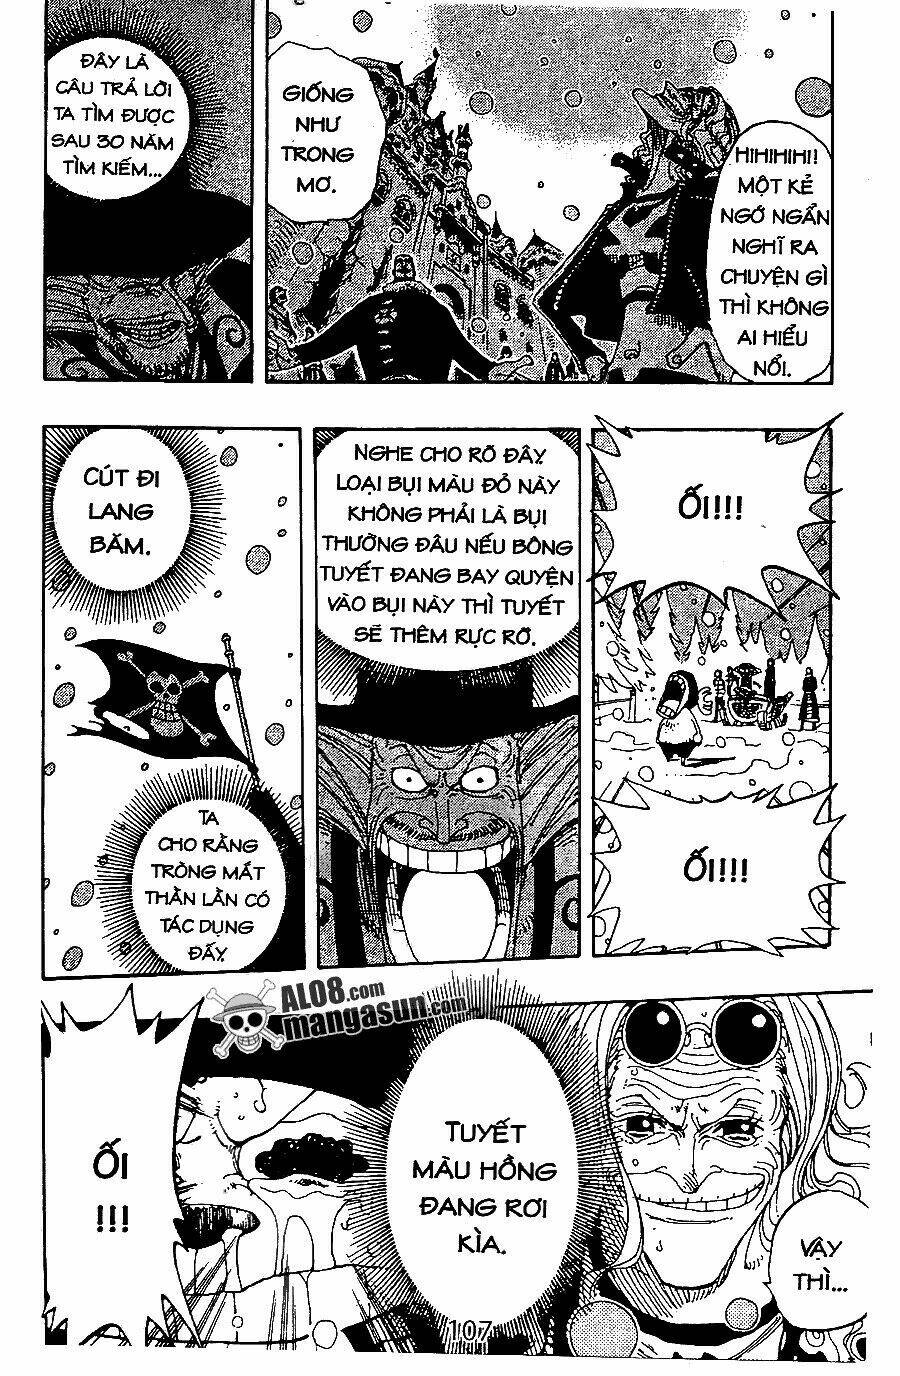 ĐÂY LÀ
CÂU TRẢ LỜI
TA TÌM ĐƯỢC
SAU 30 NĂM
TÌM KIẾM...
GIỐNG
NHƯ
TRONG
MƠ.
HIHIHIHI!
MỘT KẺ
NGỚ NGẨN
NGHĨ RA
CHUYỆN GÌ
THÌ KHÔNG
AI HIỂU
NỔI.
CÚT ĐI
LANG
BĂM.
TA
CHO RẰNG
TRÒNG MẮT
THẰN LẰN CÓ
TÁC DỤNG
ĐẤY.
NGHE CHO RÕ ĐÂY
LOẠI BỤI MÀU ĐỎ NÀY
KHÔNG PHẢI LÀ BỤI
THƯỜNG ĐÂU NẾU BÔNG
TUYẾT ĐANG BAY QUYỆN
VÀO BỤI NÀY THÌ TUYẾT
SẼ THÊM RỰC RỠ.
ỐI!!!
ỐI!!!
AL08.com
mangasun.com
ỐI
!!!
TUYẾT
MÀU HỒNG
ĐANG RƠI
KÌA.
VẬY
THÌ...
107